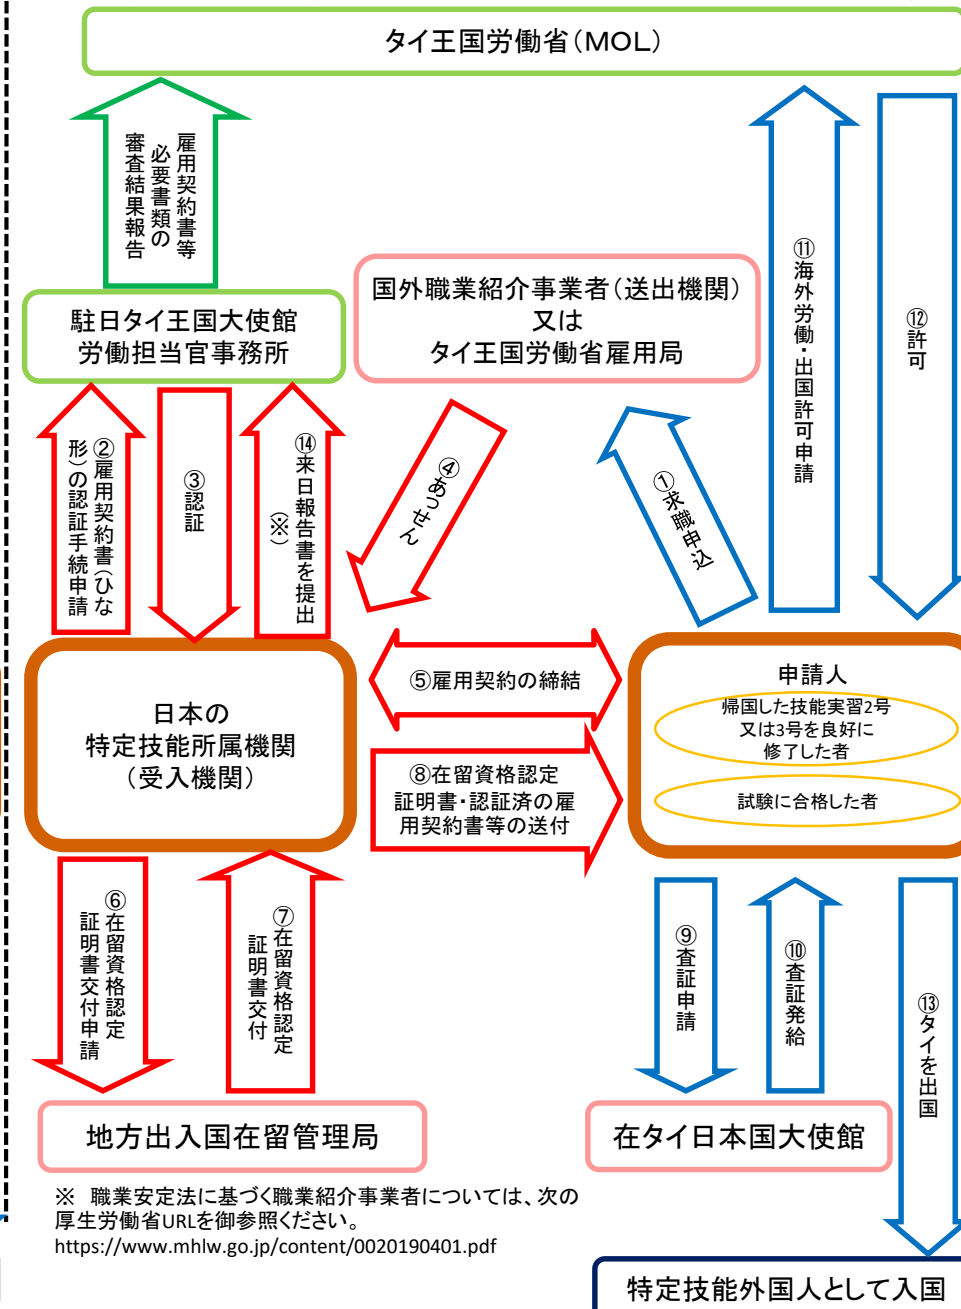 タイ王国労働省（MOL）
雇用契約書等
必要書類の
審査結果報告
駐日タイ王国大使館
労働担当官事務所
国外職業紹介事業者（送出機関）
又は
タイ王国労働省雇用局
⑪海外労働・出国許可申請
⑫許可
②雇用契約書（ひな
形）の認証手続申請
③認証
⑭来日報告書を提出
（※）
④あっせん
①求職申込
日本の
特定技能所属機関
（受入機関）
⑤雇用契約の締結
⑧在留資格認定
証明書・認証済の雇
用契約書等の送付
申請人
帰国した技能実習2号
又は3号を良好に
修了した者
試験に合格した者
⑥在留資格認定
証明書交付申請
⑦在留資格認定
証明書交付
⑨査証申請
⑩査証発給
⑬タイを出国
地方出入国在留管理局
在タイ日本国大使館
※　職業安定法に基づく職業紹介事業者については、次の
厚生労働省URLを御参照ください。
https://www.mhlw.go.jp/content/0020190401.pdf
特定技能外国人として入国